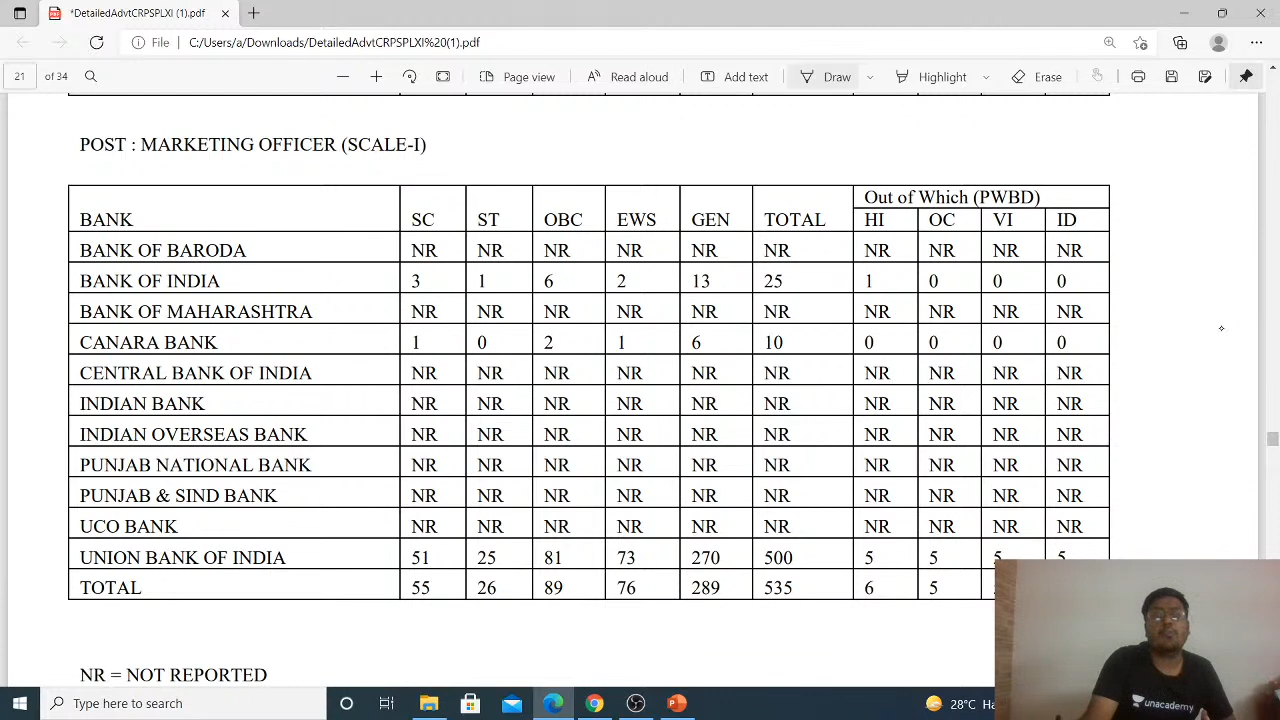 *DetailedAdvtCRPSPLXI (1).pdf
File C:/Users/a/Downloads/DetailedAdvtCRPSPLXI%20(1).pdf
21 of 34 Page view Read aloud Add text Draw Highlight Erase
POST : MARKETING OFFICER (SCALE-I)
Out of Which (PWBD)
BANK SC ST OBC EWS GEN TOTAL HI OC VI ID
BANK OF BARODA NR NR NR NR NR NR NR NR NR NR
BANK OF INDIA 3 1 6 2 13 25 1 0 0 0
BANK OF MAHARASHTRA NR NR NR NR NR NR NR NR NR NR
CANARA BANK 1 0 2 1 6 10 0 0 0 0
CENTRAL BANK OF INDIA NR NR NR NR NR NR NR NR NR NR
INDIAN BANK NR NR NR NR NR NR NR NR NR NR
INDIAN OVERSEAS BANK NR NR NR NR NR NR NR NR NR NR
PUNJAB NATIONAL BANK NR NR NR NR NR NR NR NR NR NR
PUNJAB & SIND BANK NR NR NR NR NR NR NR NR NR NR
UCO BANK NR NR NR NR NR NR NR NR NR NR
UNION BANK OF INDIA 51 25 81 73 270 500 5 5 5 5
TOTAL 55 26 89 76 289 535 6 5
NR = NOT REPORTED
unacademy
Type here to search 28°C Ha